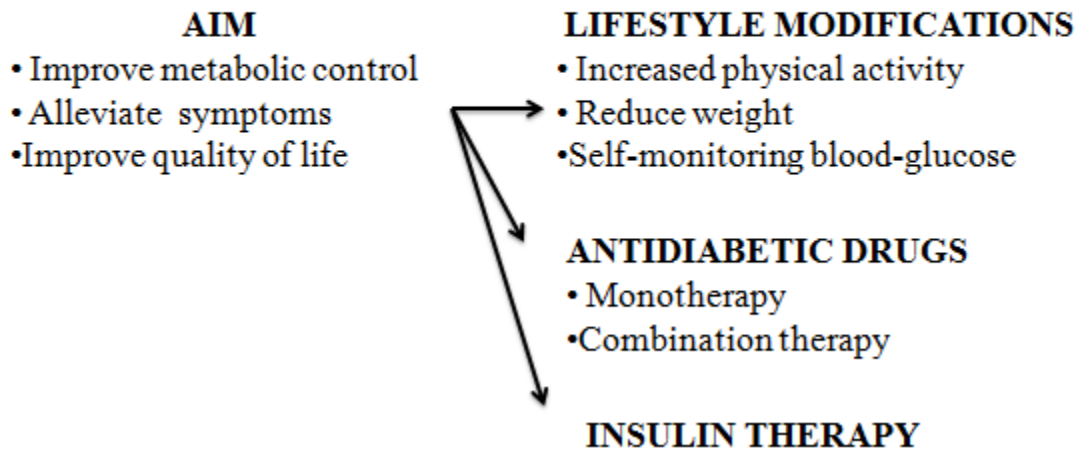 AIM
• Improve metabolic control
• Alleviate symptoms
•Improve quality of life
LIFESTYLE MODIFICATIONS
• Increased physical activity
• Reduce weight
•Self-monitoring blood-glucose
ANTIDIABETIC DRUGS
• Monotherapy
•Combination therapy
INSULIN THERAPY